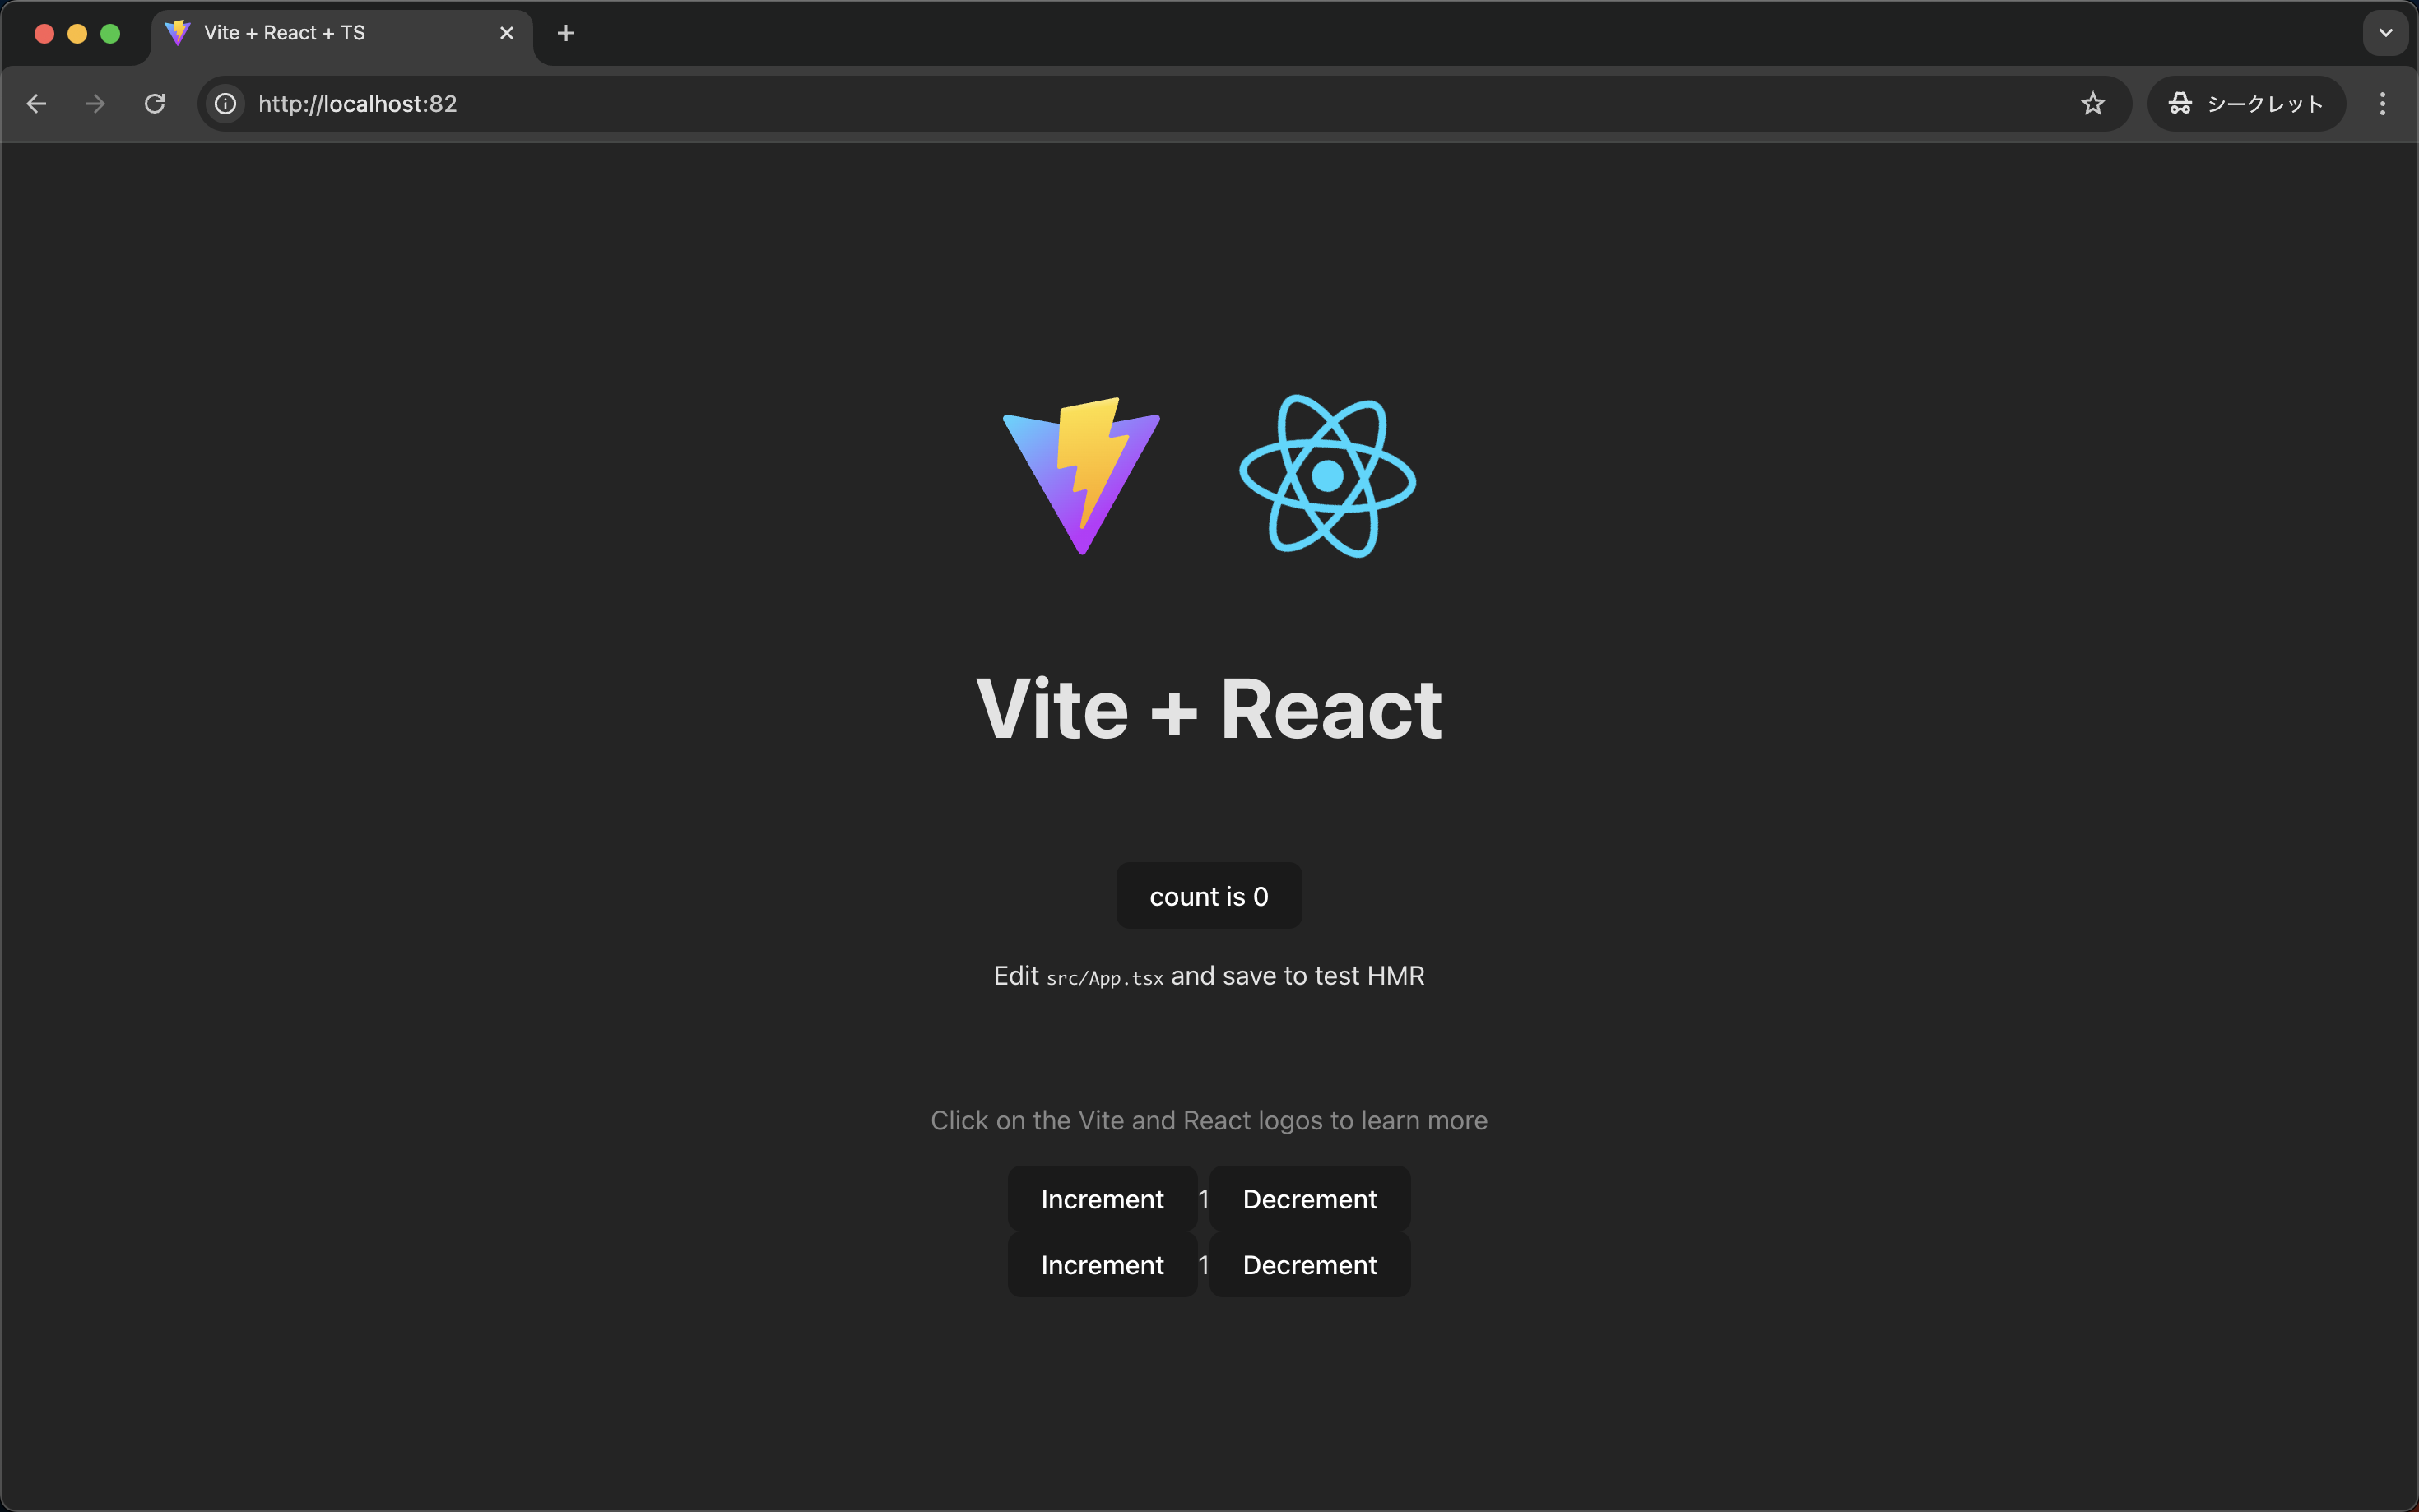 Vite + React + TS
http://localhost:82
シークレット
Vite + React
count is 0
Edit src/App.tsx and save to test HMR
Click on the Vite and React logos to learn more
Increment 1 Decrement
Increment 1 Decrement